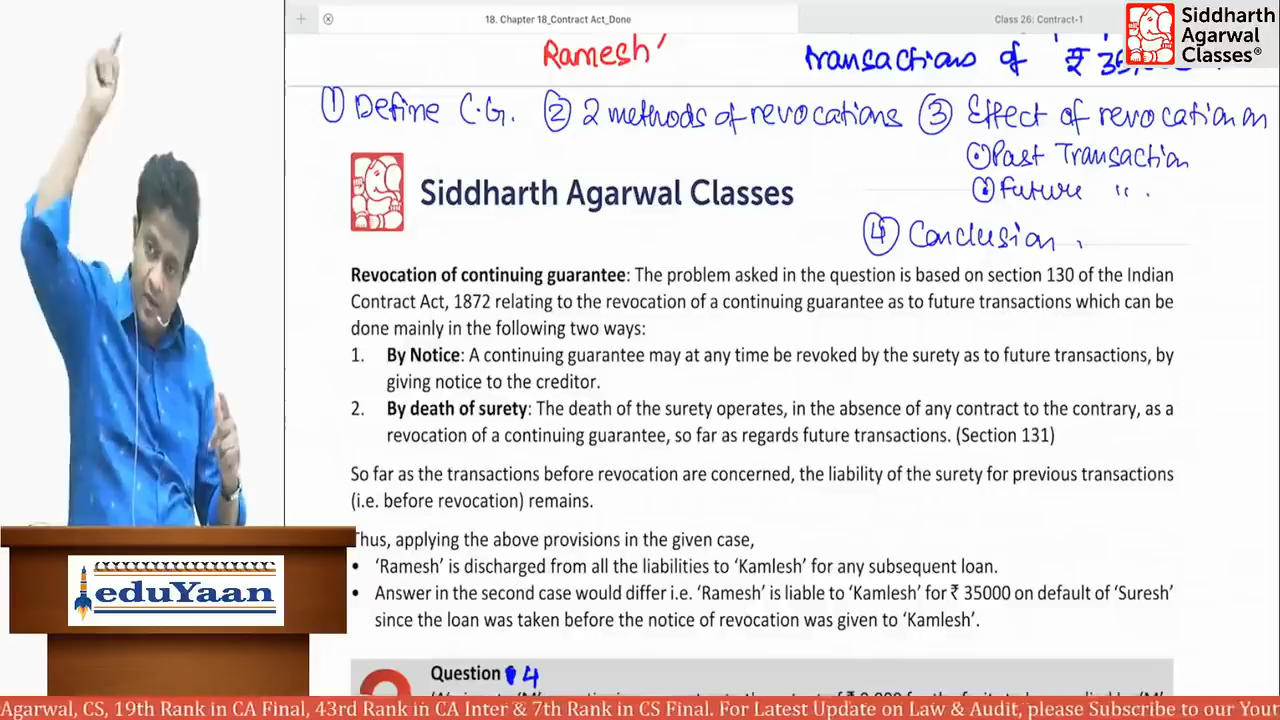 18. Chapter 18_Contract Act_Done
Class 26: Contract-1
Siddharth
Agarwal
Classes®
Ramesh'
Transactions of ₹
① Define C.G. ② 2 methods of revocations ③ Effect of revocation on
① Past Transaction
② Future " .
④ Conclusion
Siddharth Agarwal Classes
Revocation of continuing guarantee: The problem asked in the question is based on section 130 of the Indian
Contract Act, 1872 relating to the revocation of a continuing guarantee as to future transactions which can be
done mainly in the following two ways:
1. By Notice: A continuing guarantee may at any time be revoked by the surety as to future transactions, by
giving notice to the creditor.
2. By death of surety: The death of the surety operates, in the absence of any contract to the contrary, as a
revocation of a continuing guarantee, so far as regards future transactions. (Section 131)
So far as the transactions before revocation are concerned, the liability of the surety for previous transactions
(i.e. before revocation) remains.
Thus, applying the above provisions in the given case,
• 'Ramesh' is discharged from all the liabilities to 'Kamlesh' for any subsequent loan.
• Answer in the second case would differ i.e. 'Ramesh' is liable to 'Kamlesh' for ₹ 35000 on default of 'Suresh'
since the loan was taken before the notice of revocation was given to 'Kamlesh'.
eduYaan
Question 4
Agarwal, CS, 19th Rank in CA Final, 43rd Rank in CA Inter & 7th Rank in CS Final. For Latest Update on Law & Audit, please Subscribe to our Yout